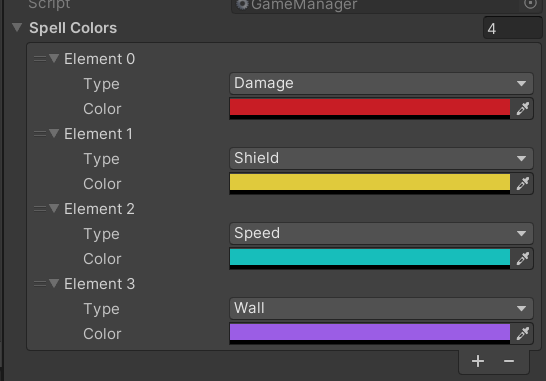 Script GameManager
Spell Colors 4
Element 0
Type Damage
Color
Element 1
Type Shield
Color
Element 2
Type Speed
Color
Element 3
Type Wall
Color
+ −